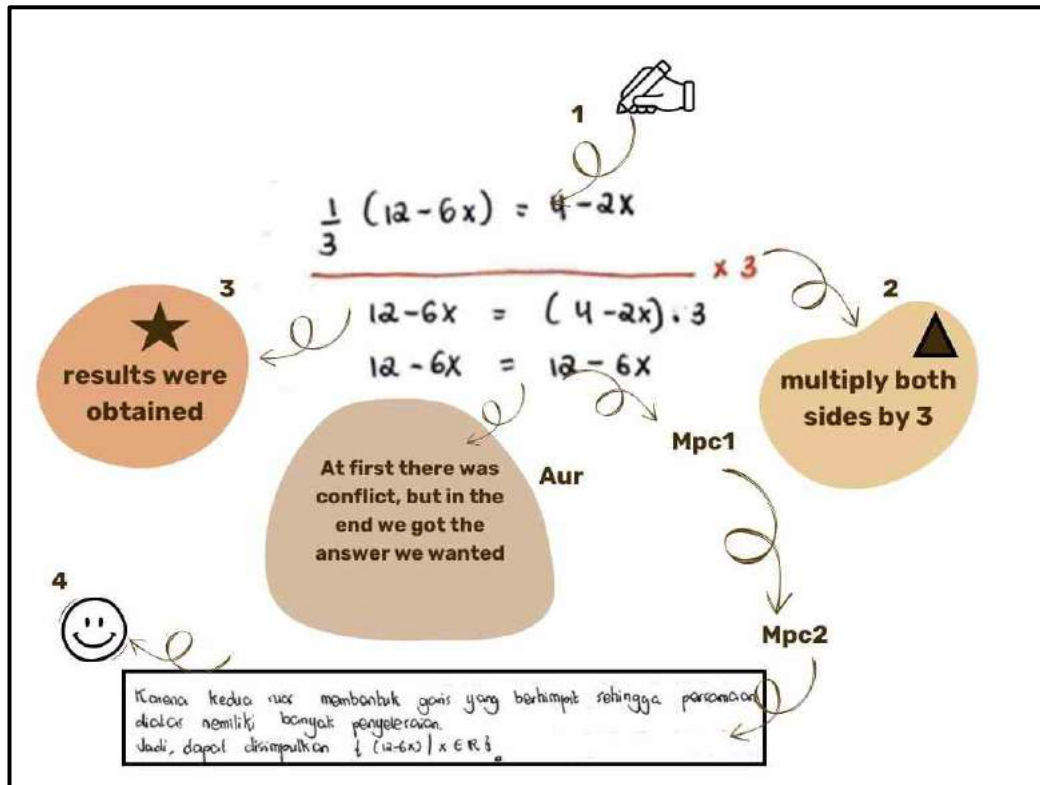 1
1/3 (12 - 6x) = 4 - 2x
x 3
3
2
12 - 6x = (4 - 2x) . 3
12 - 6x = 12 - 6x
results were
obtained
multiply both
sides by 3
Mpc1
Aur
At first there was
conflict, but in the
end we got the
answer we wanted
4
Mpc2
Karena kedua ruas membentuk garis yang berhimpit sehingga persamaan
diatas memiliki banyak penyelesaian.
Jadi, dapat disimpulkan { (12-6x) | x ∈ R }.